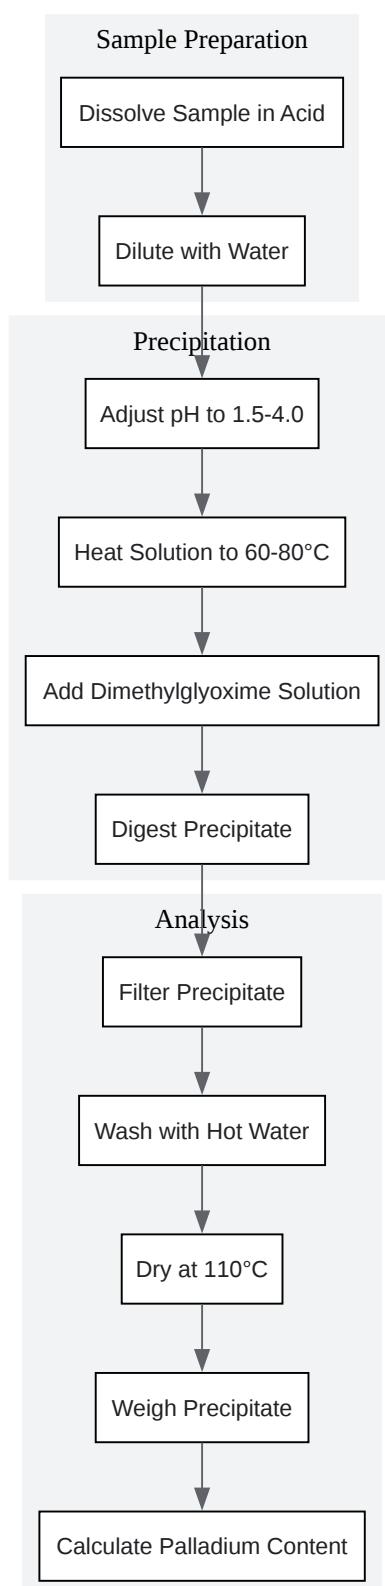 Sample Preparation
Dissolve Sample in Acid
Dilute with Water
Precipitation
Adjust pH to 1.5-4.0
Heat Solution to 60-80°C
Add Dimethylglyoxime Solution
Digest Precipitate
Analysis
Filter Precipitate
Wash with Hot Water
Dry at 110°C
Weigh Precipitate
Calculate Palladium Content